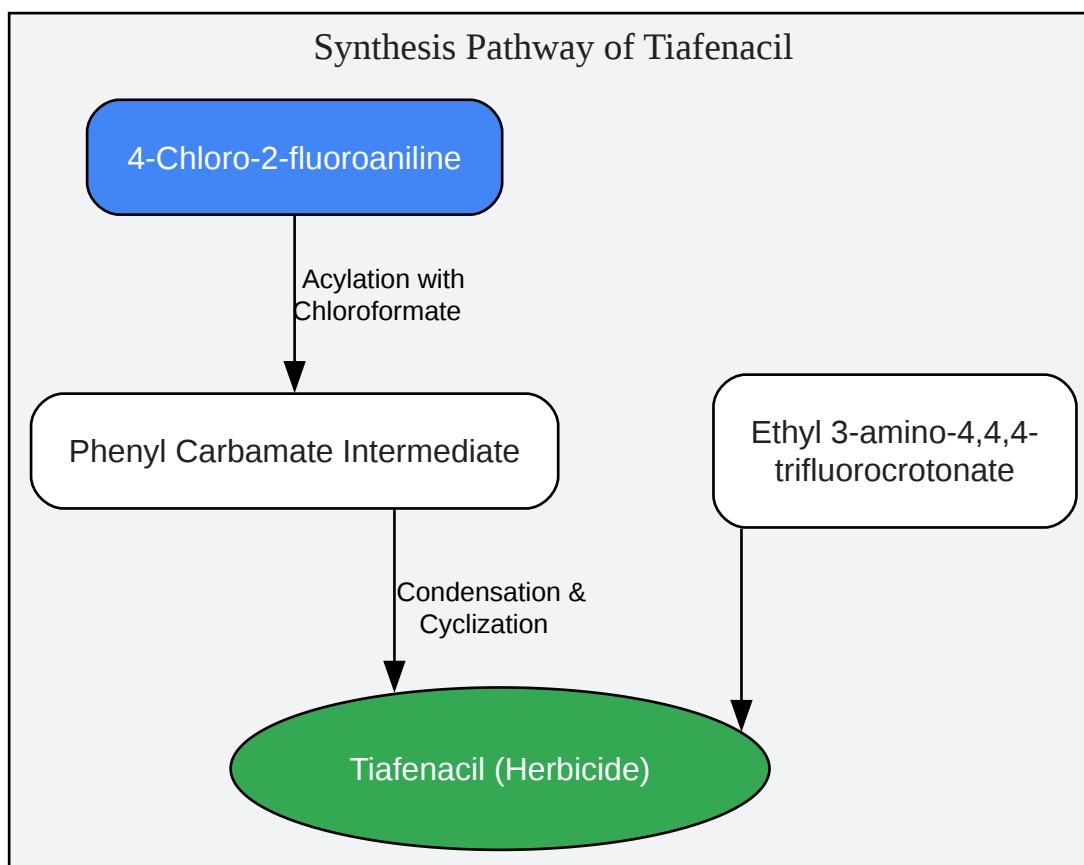 Synthesis Pathway of Tiafenacil
4-Chloro-2-fluoroaniline
Acylation with
Chloroformate
Phenyl Carbamate Intermediate
Ethyl 3-amino-4,4,4-
trifluorocrotonate
Condensation &
Cyclization
Tiafenacil (Herbicide)